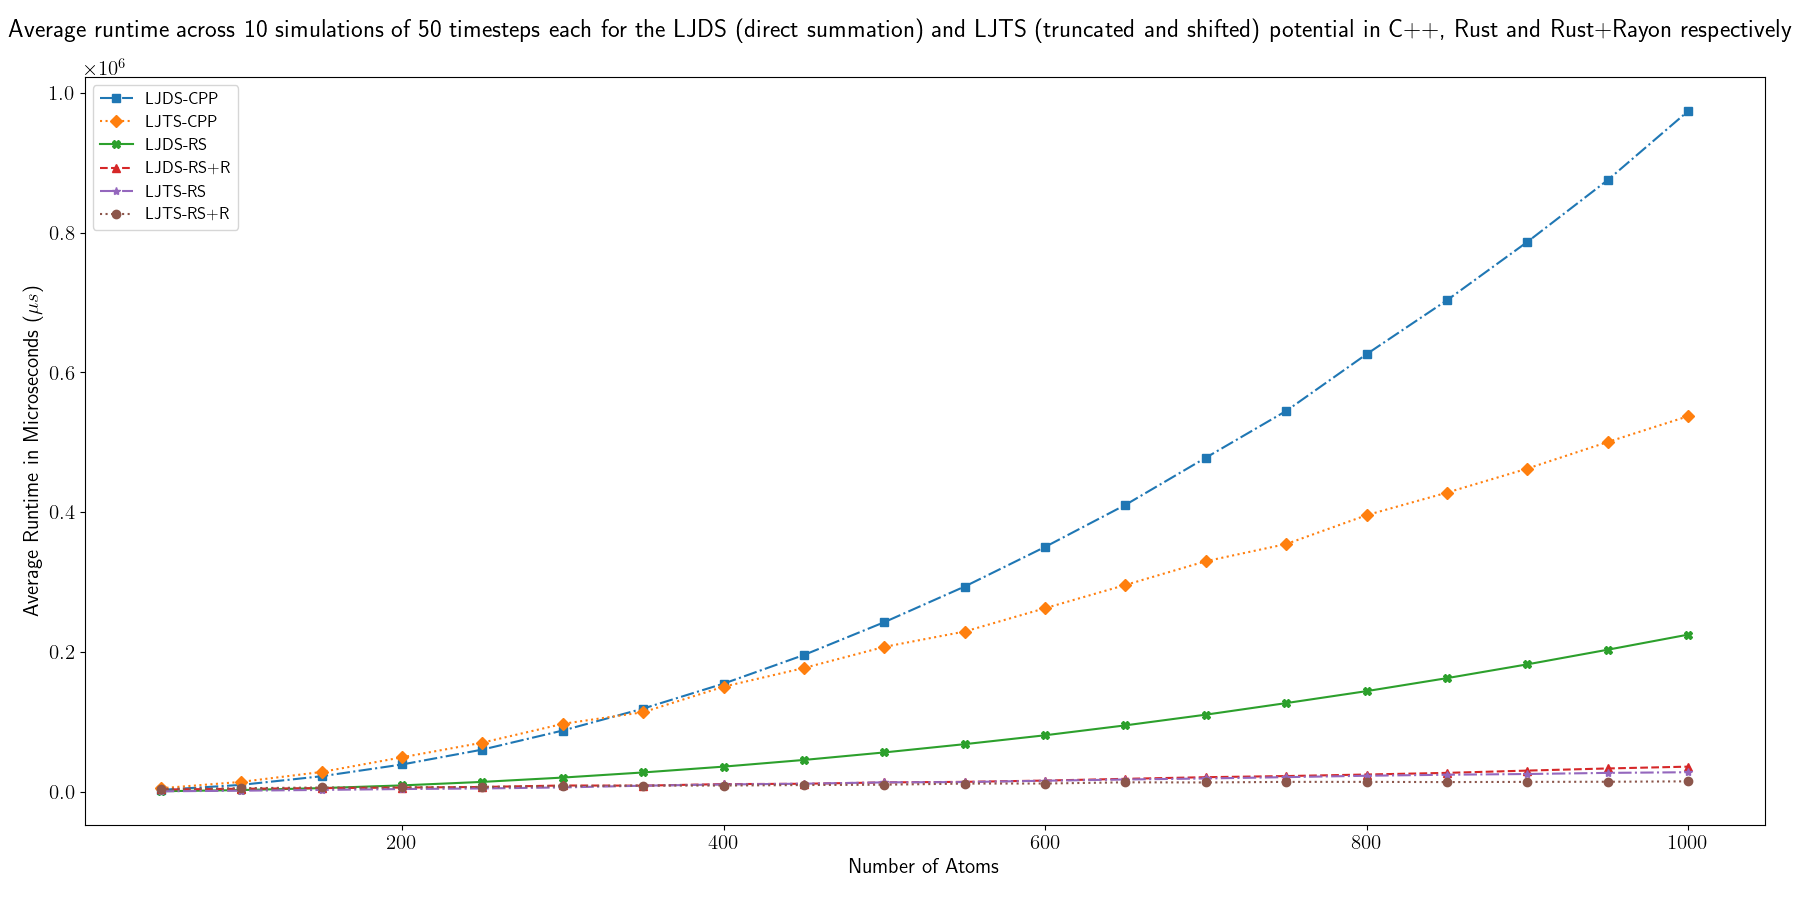 Average runtime across 10 simulations of 50 timesteps each for the LJDS (direct summation) and LJTS (truncated and shifted) potential in C++, Rust and Rust+Rayon respectively
×10⁶
1.0
0.8
0.6
0.4
0.2
0.0
Average Runtime in Microseconds (μs)
LJDS-CPP
LJTS-CPP
LJDS-RS
LJDS-RS+R
LJTS-RS
LJTS-RS+R
200 400 600 800 1000
Number of Atoms